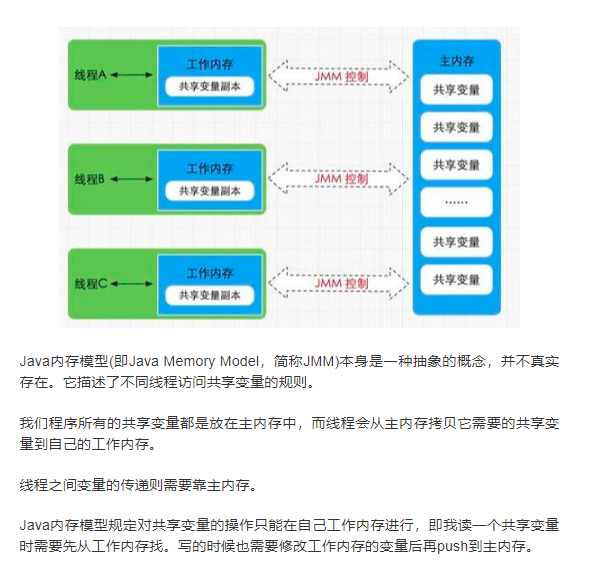 线程A
工作内存
共享变量副本
JMM 控制
主内存
共享变量
共享变量
线程B
工作内存
共享变量副本
JMM 控制
共享变量
……
线程C
工作内存
共享变量副本
JMM 控制
共享变量
共享变量
Java内存模型(即Java Memory Model，简称JMM)本身是一种抽象的概念，并不真实
存在。它描述了不同线程访问共享变量的规则。
我们程序所有的共享变量都是放在主内存中，而线程会从主内存拷贝它需要的共享变
量到自己的工作内存。
线程之间变量的传递则需要靠主内存。
Java内存模型规定对共享变量的操作只能在自己工作内存进行，即我读一个共享变量
时需要先从工作内存找。写的时候也需要修改工作内存的变量后再push到主内存。